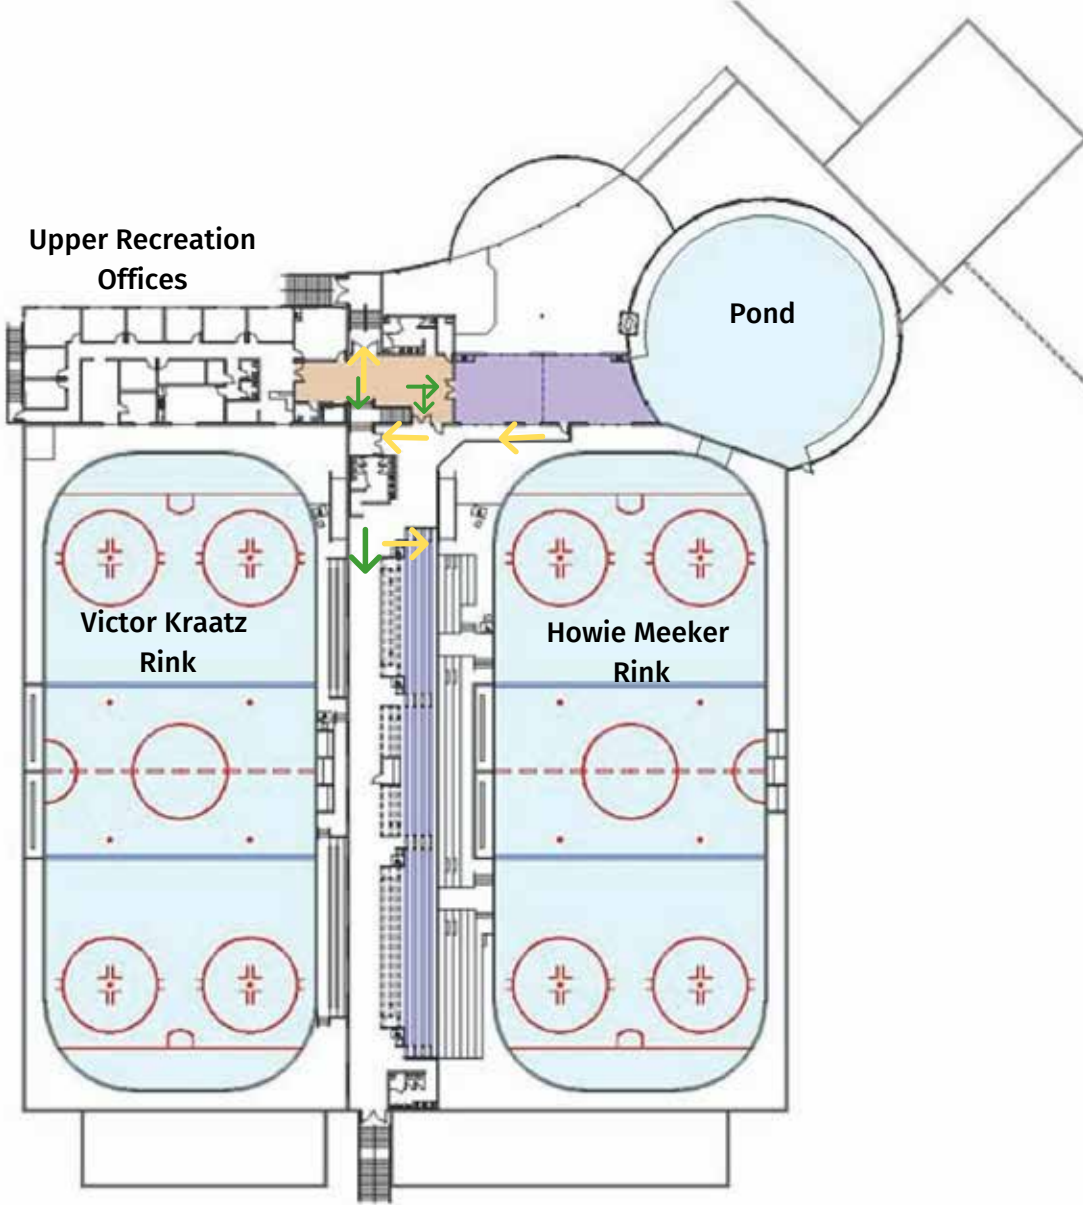 Upper Recreation
Offices
Pond
Victor Kraatz
Rink
Howie Meeker
Rink